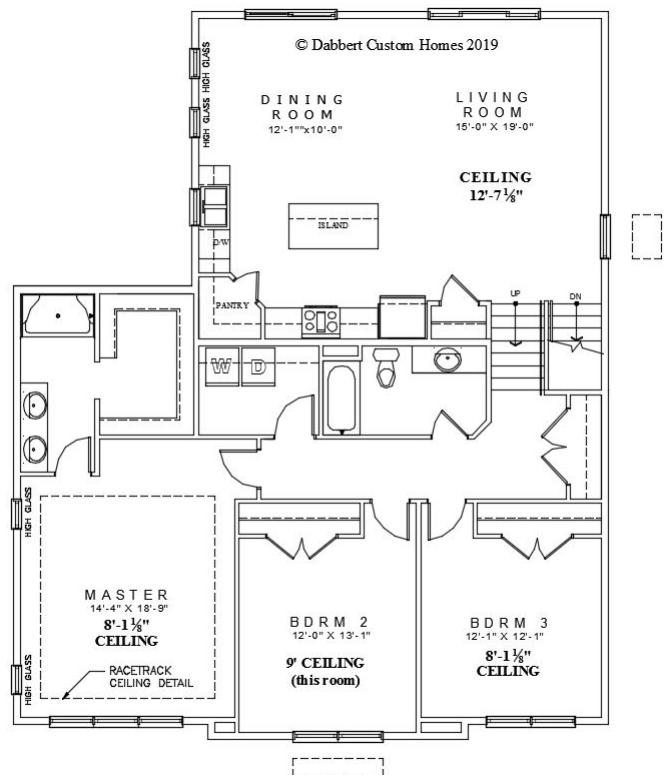 © Dabbert Custom Homes 2019
HIGH GLASS
HIGH GLASS
DINING
ROOM
12'-1""x10'-0"
LIVING
ROOM
15'-0" X 19'-0"
CEILING
12'-7⅛"
ISLAND
D/W
PANTRY
UP
DN
W
D
HIGH GLASS
MASTER
14'-4" X 18'-9"
8'-1⅛"
CEILING
RACETRACK
CEILING DETAIL
HIGH GLASS
BDRM 2
12'-0" X 13'-1"
9' CEILING
(this room)
BDRM 3
12'-1" X 12'-1"
8'-1⅛"
CEILING